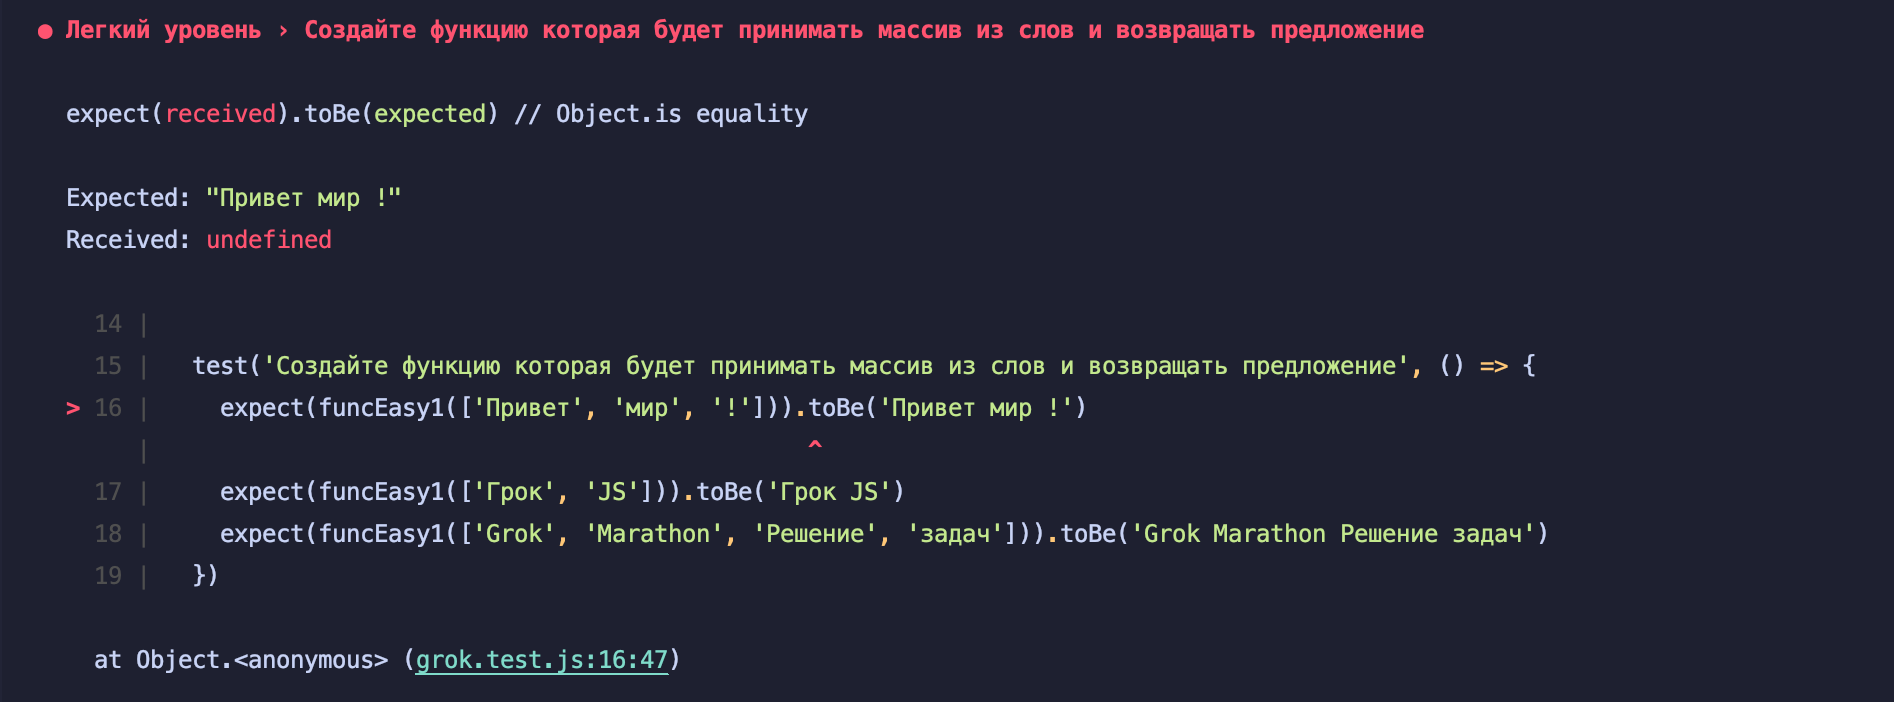 ● Легкий уровень › Создайте функцию которая будет принимать массив из слов и возвращать предложение
expect(received).toBe(expected) // Object.is equality
Expected: "Привет мир !"
Received: undefined
14 |
15 |   test('Создайте функцию которая будет принимать массив из слов и возвращать предложение', () => {
> 16 |     expect(funcEasy1(['Привет', 'мир', '!'])).toBe('Привет мир !')
|                                               ^
17 |     expect(funcEasy1(['Грок', 'JS'])).toBe('Грок JS')
18 |     expect(funcEasy1(['Grok', 'Marathon', 'Решение', 'задач'])).toBe('Grok Marathon Решение задач')
19 |   })
at Object.<anonymous> (grok.test.js:16:47)